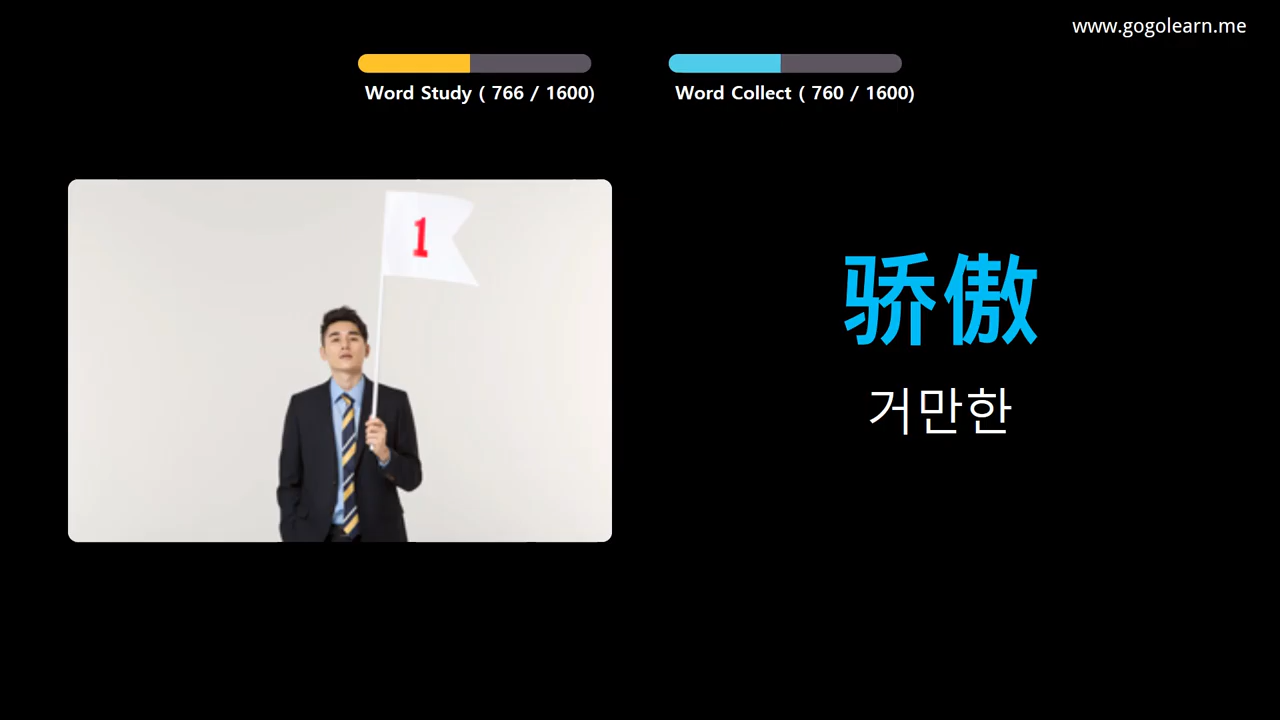 www.gogolearn.me
Word Study ( 766 / 1600)
Word Collect ( 760 / 1600)
1
骄傲
거만한